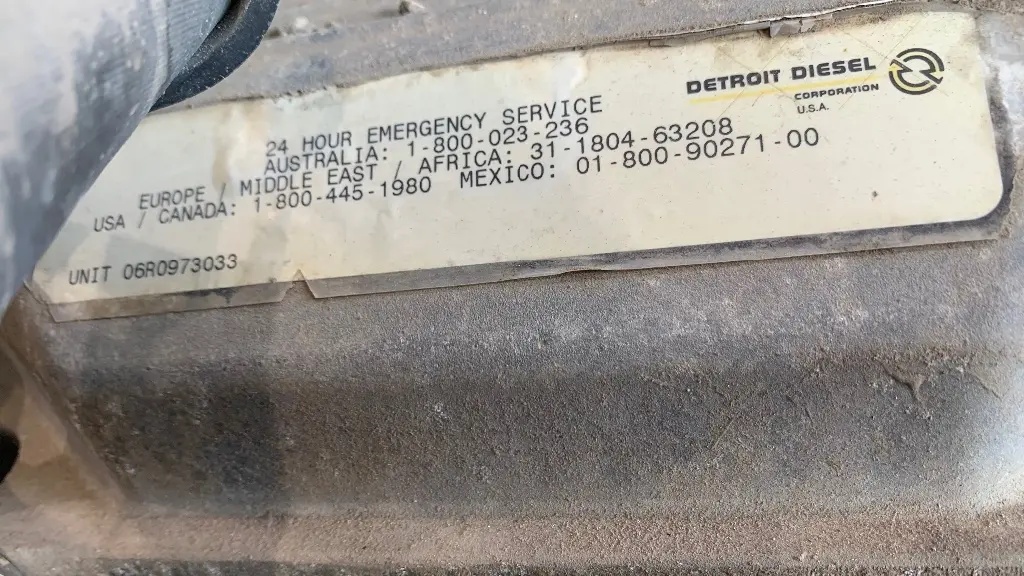 DETROIT DIESEL
CORPORATION
U.S.A.
24 HOUR EMERGENCY SERVICE
AUSTRALIA: 1-800-023-236
EUROPE / MIDDLE EAST / AFRICA: 31-1804-63208
USA / CANADA: 1-800-445-1980 MEXICO: 01-800-90271-00
UNIT 06R0973033